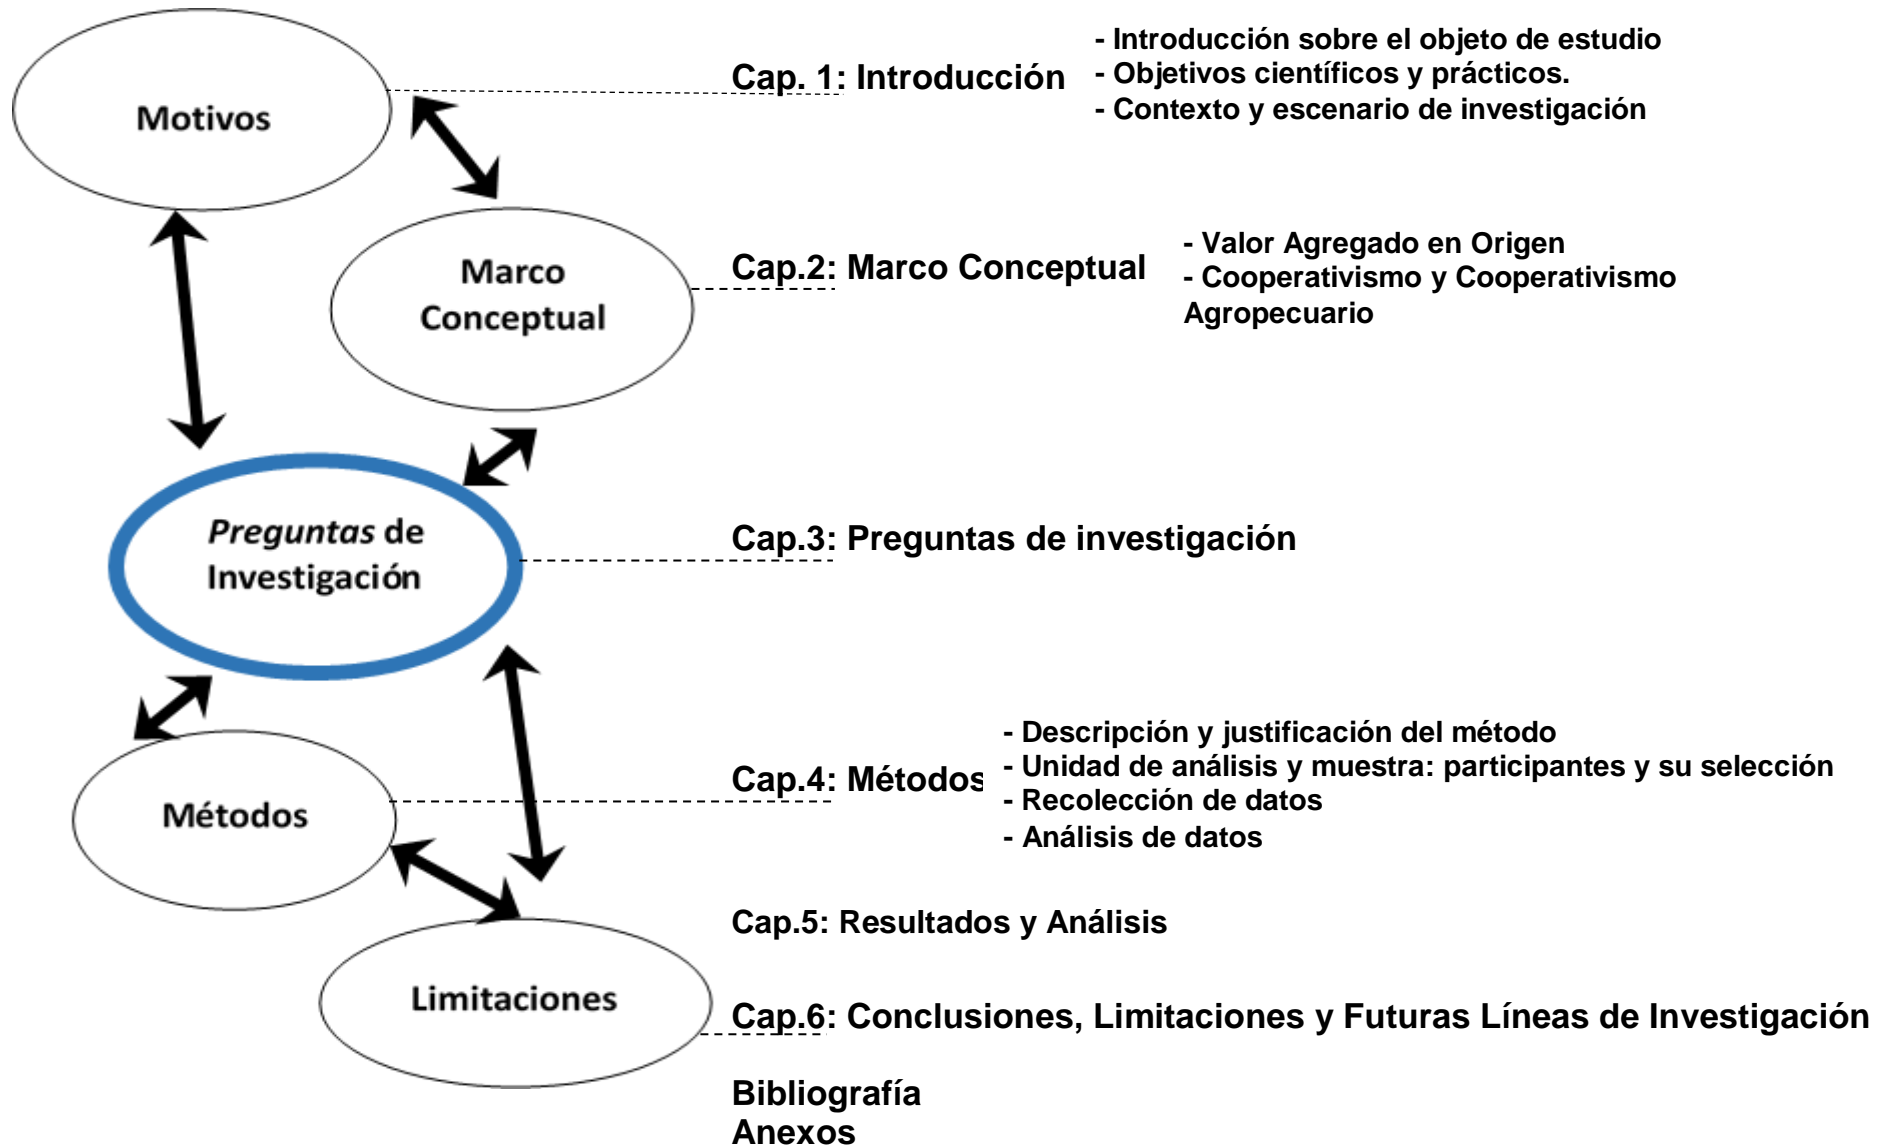 Motivos
Cap. 1: Introducción
- Introducción sobre el objeto de estudio
- Objetivos científicos y prácticos.
- Contexto y escenario de investigación
Marco
Conceptual
Cap.2: Marco Conceptual
- Valor Agregado en Origen
- Cooperativismo y Cooperativismo
Agropecuario
Preguntas de
Investigación
Cap.3: Preguntas de investigación
Métodos
Cap.4: Métodos
- Descripción y justificación del método
- Unidad de análisis y muestra: participantes y su selección
- Recolección de datos
- Análisis de datos
Cap.5: Resultados y Análisis
Limitaciones
Cap.6: Conclusiones, Limitaciones y Futuras Líneas de Investigación
Bibliografía
Anexos